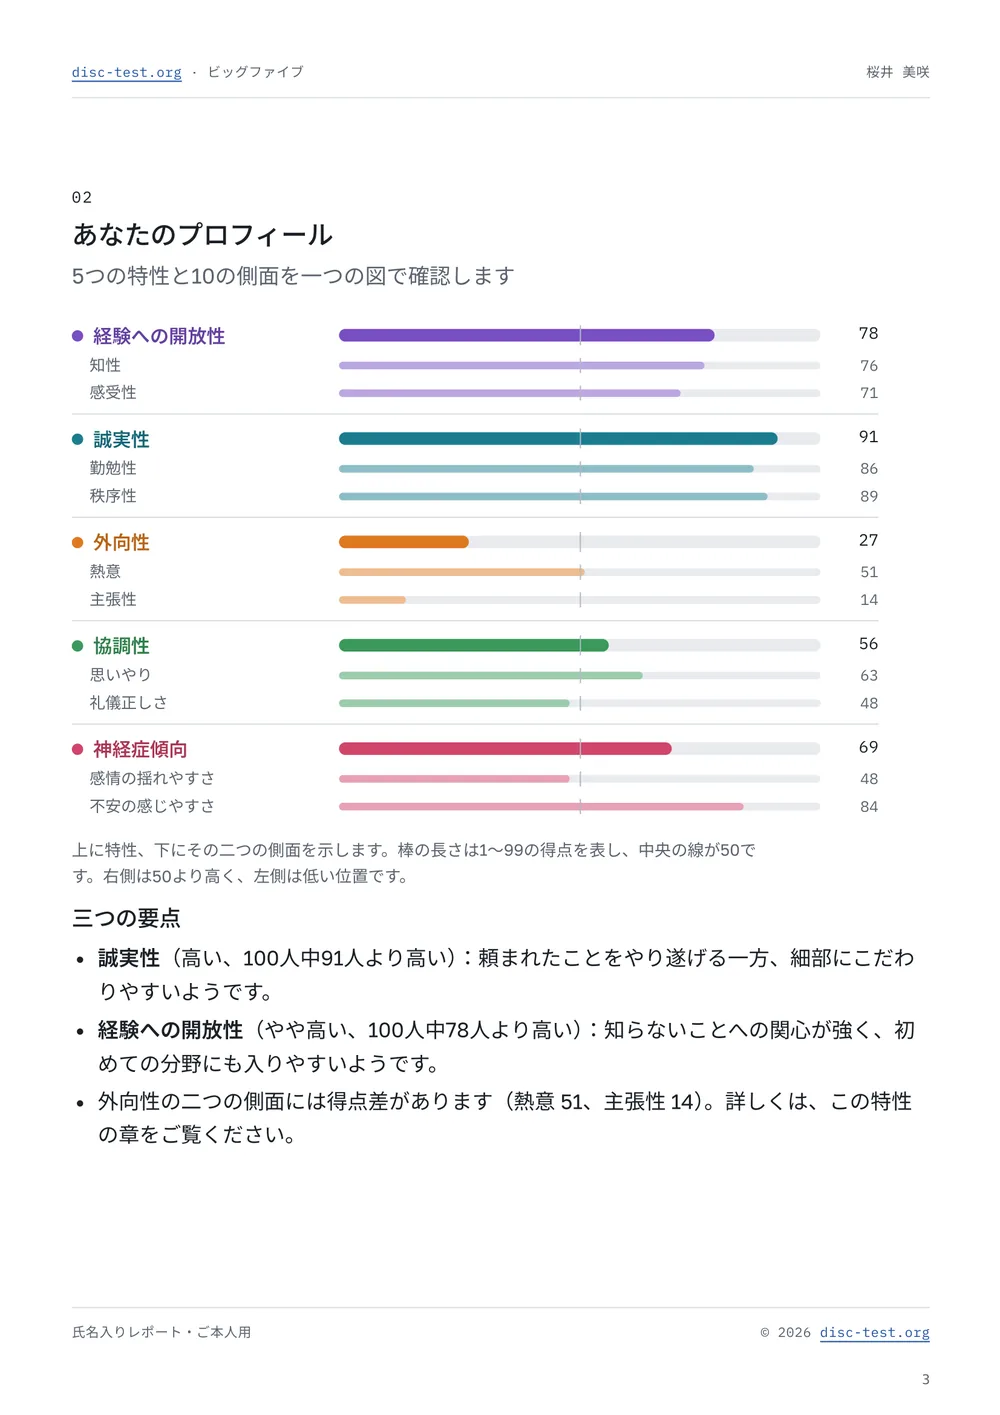 disc-test.org · ビッグファイブ
桜井 美咲
02
あなたのプロフィール
5つの特性と10の側面を一つの図で確認します
経験への開放性 78
知性 76
感受性 71
誠実性 91
勤勉性 86
秩序性 89
外向性 27
熱意 51
主張性 14
協調性 56
思いやり 63
礼儀正しさ 48
神経症傾向 69
感情の揺れやすさ 48
不安の感じやすさ 84
上に特性、下にその二つの側面を示します。棒の長さは1〜99の得点を表し、中央の線が50で
す。右側は50より高く、左側は低い位置です。
三つの要点
• 誠実性（高い、100人中91人より高い）：頼まれたことをやり遂げる一方、細部にこだわ
りやすいようです。
• 経験への開放性（やや高い、100人中78人より高い）：知らないことへの関心が強く、初
めての分野にも入りやすいようです。
• 外向性の二つの側面には得点差があります（熱意 51、主張性 14）。詳しくは、この特性
の章をご覧ください。
氏名入りレポート・ご本人用
© 2026 disc-test.org
3